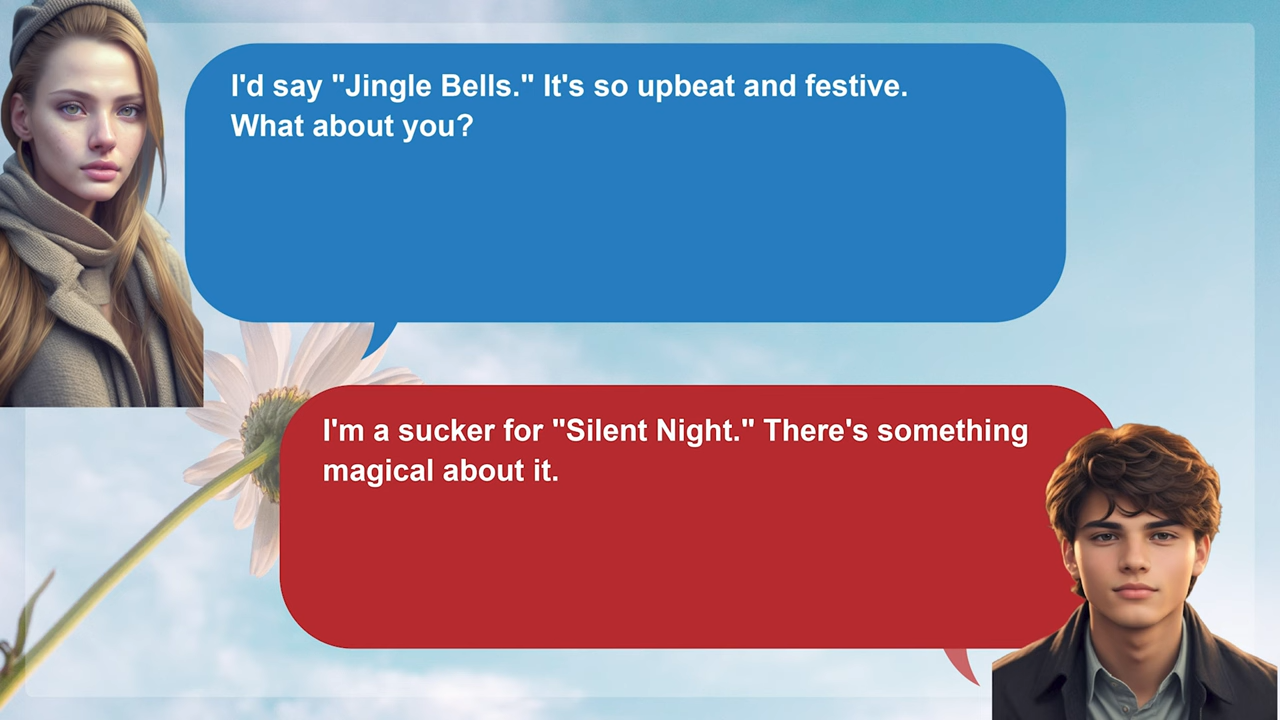 I'd say "Jingle Bells." It's so upbeat and festive.
What about you?
I'm a sucker for "Silent Night." There's something
magical about it.